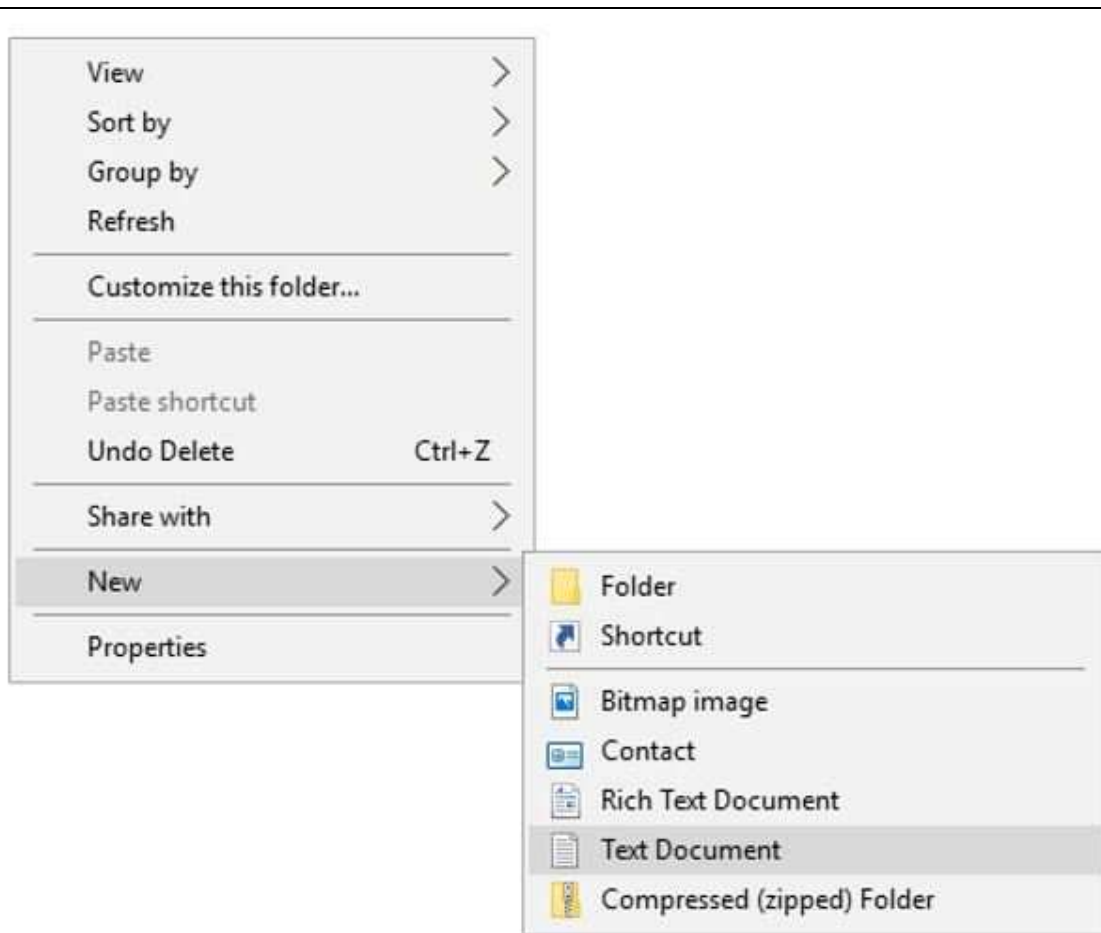 View
Sort by
Group by
Refresh
Customize this folder...
Paste
Paste shortcut
Undo Delete Ctrl+Z
Share with
New
Properties
Folder
Shortcut
Bitmap image
Contact
Rich Text Document
Text Document
Compressed (zipped) Folder